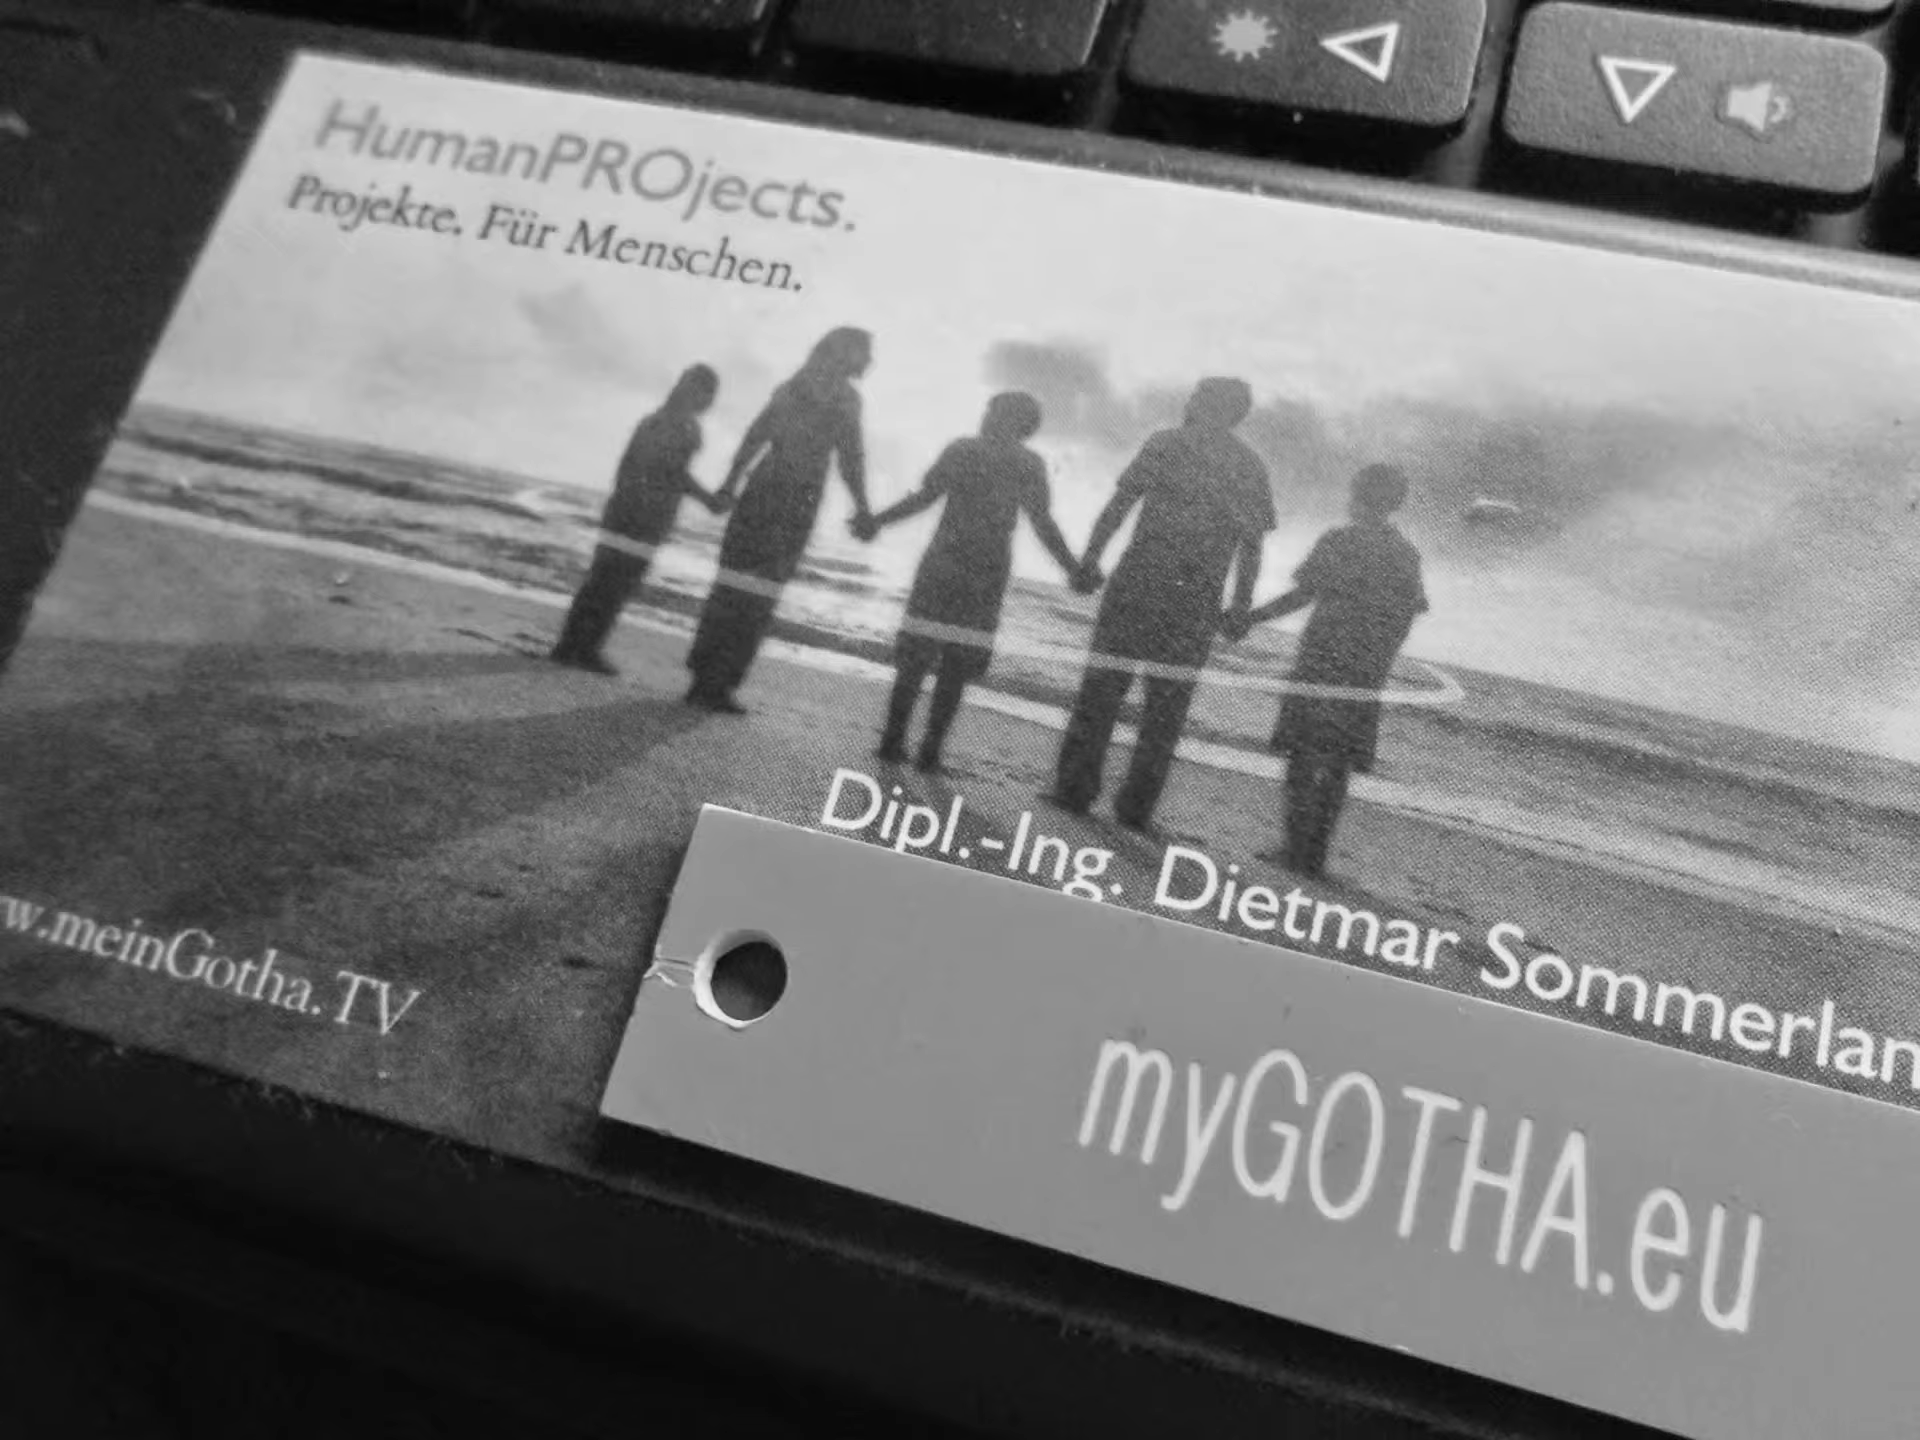 HumanPROjects.
Projekte. Für Menschen.
Dipl.-Ing. Dietmar Sommerlan
w.meinGotha.TV
myGOTHA.eu